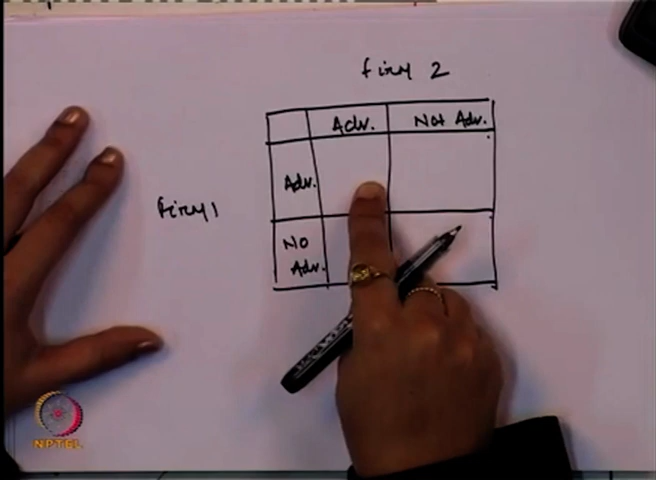 Firm 2
Adv. Not Adv.
Adv.
Firm 1
No
Adv.
NPTEL